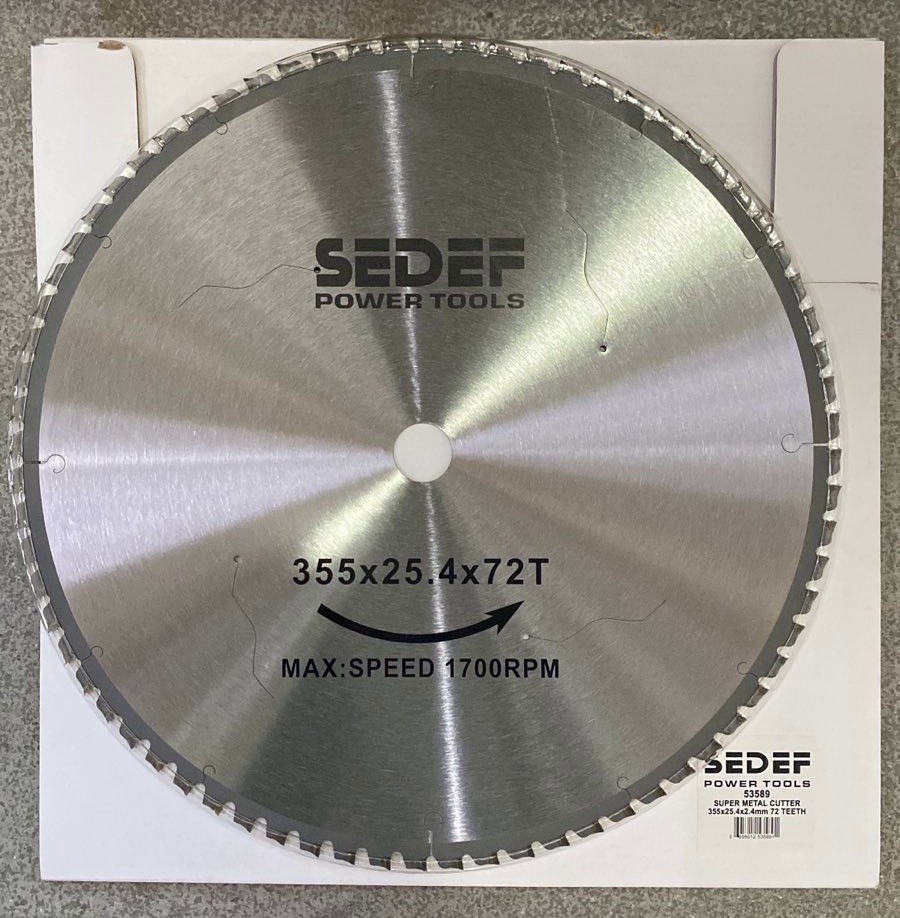 SEDEF
POWER TOOLS
355x25.4x72T
MAX:SPEED 1700RPM
SEDEF
POWER TOOLS
53589
SUPER METAL CUTTER
355x25.4x2.4mm 72 TEETH